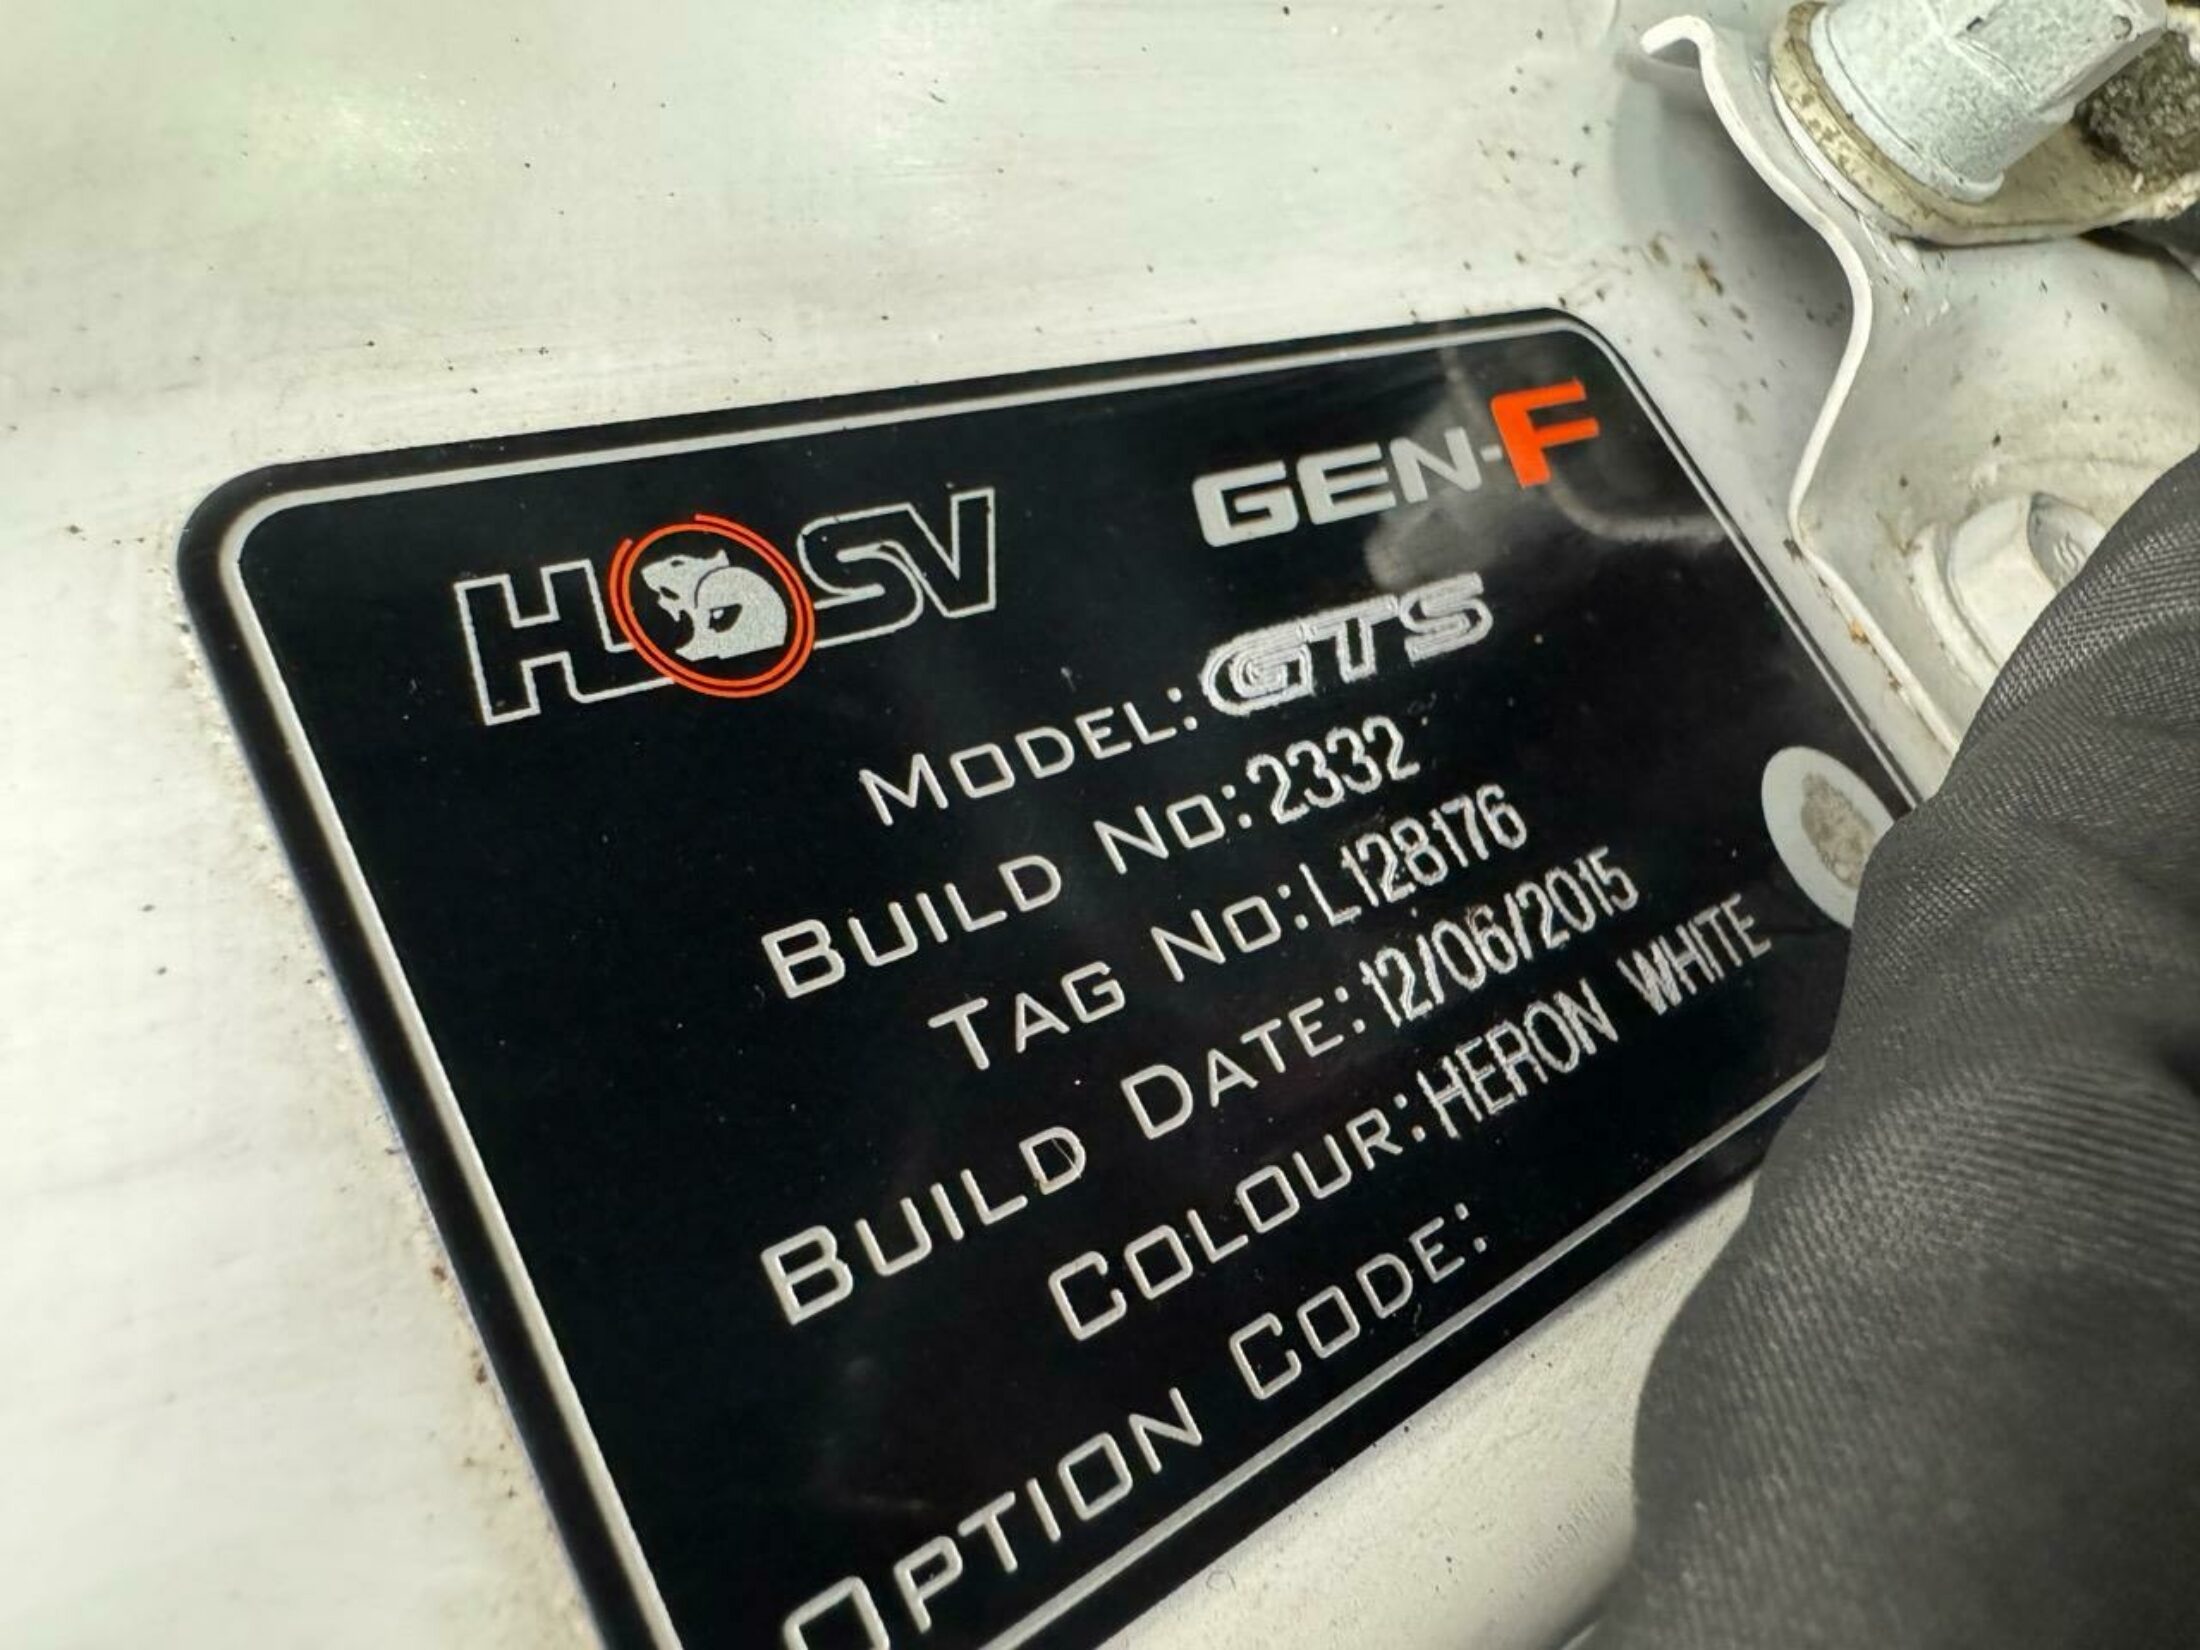 HSV GEN-F
MODEL: GTS
BUILD NO: 2332
TAG NO: L128176
BUILD DATE: 12/06/2015
COLOUR: HERON WHITE
OPTION CODE: